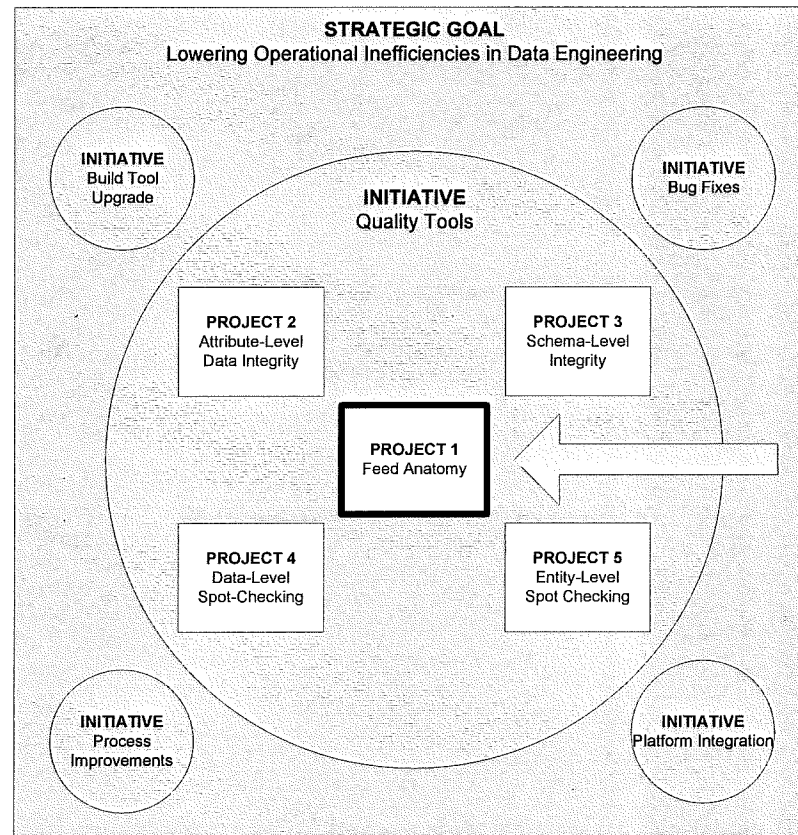 STRATEGIC GOAL
Lowering Operational Inefficiencies in Data Engineering
INITIATIVE
Build Tool
Upgrade
INITIATIVE
Bug Fixes
INITIATIVE
Quality Tools
PROJECT 2
Attribute-Level
Data Integrity
PROJECT 3
Schema-Level
Integrity
PROJECT 1
Feed Anatomy
PROJECT 4
Data-Level
Spot-Checking
PROJECT 5
Entity-Level
Spot Checking
INITIATIVE
Process
Improvements
INITIATIVE
Platform Integration